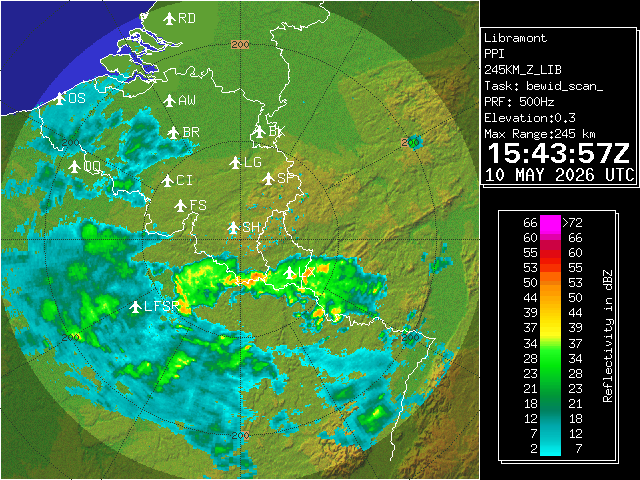 RD
200
OS
AW
BR
BK
200
200
OO
LG
CI
SP
FS
SH
L
LFSR
200
200
200
Libramont
PPI
245KM_Z_LIB
Task: bewid_scan_
PRF: 500Hz
Elevation:0.3
Max Range:245 km
15:43:57Z
10 MAY 2026 UTC
66 >72
60 66
55 60
53 55
50 53
44 50
39 44
37 39
34 37
28 34
23 28
21 23
18 21
12 18
7 12
2 7
Reflectivity in dBZ